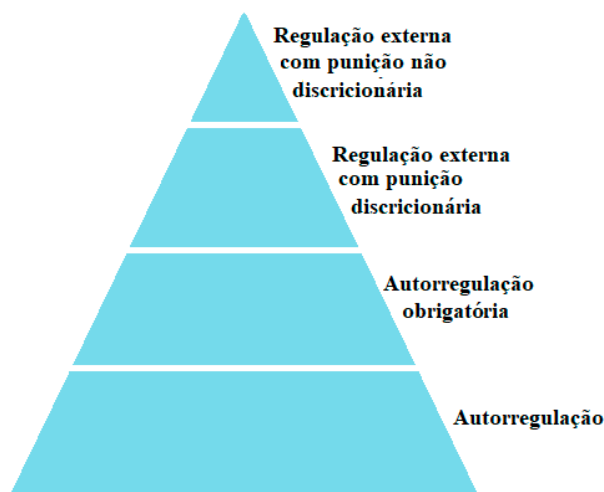 Regulação externa
com punição não
discricionária
Regulação externa
com punição
discricionária
Autorregulação
obrigatória
Autorregulação